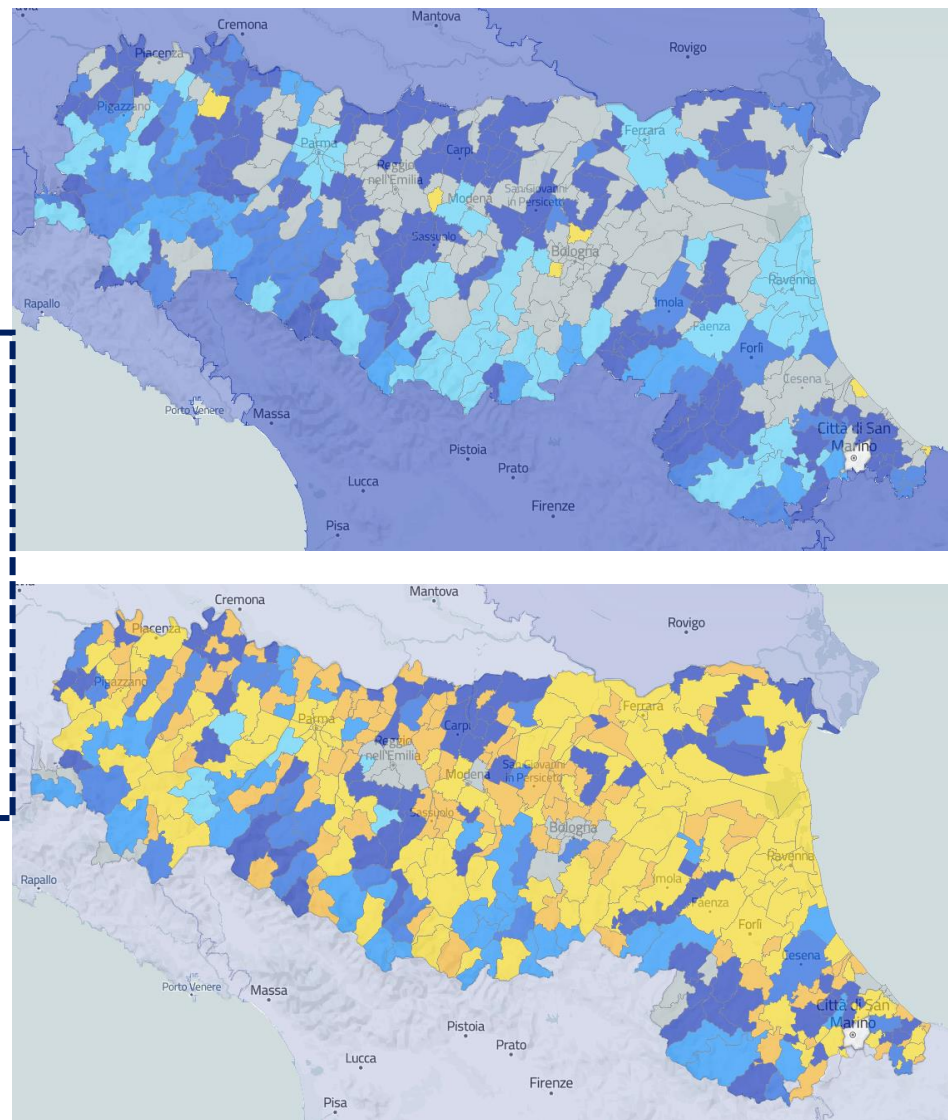 Mantova
Cremona
Rovigo
Piacenza
Pigazzano
Ferrara
Parma
Carpi
Reggio
nell'Emilia
Modena
San Giovanni
in Persiceto
Sassuolo
Bologna
Ravenna
Rapallo
Imola
Faenza
Forlì
Cesena
Porto Venere
Massa
Città di San
Marino
Pistoia
Prato
Lucca
Firenze
Pisa
Mantova
Cremona
Rovigo
Piacenza
Pigazzano
Ferrara
Parma
Carpi
Reggio
nell'Emilia
Modena
San Giovanni
in Persiceto
Sassuolo
Bologna
Ravenna
Rapallo
Imola
Faenza
Forlì
Cesena
Porto Venere
Massa
Città di San
Marino
Pistoia
Prato
Lucca
Firenze
Pisa